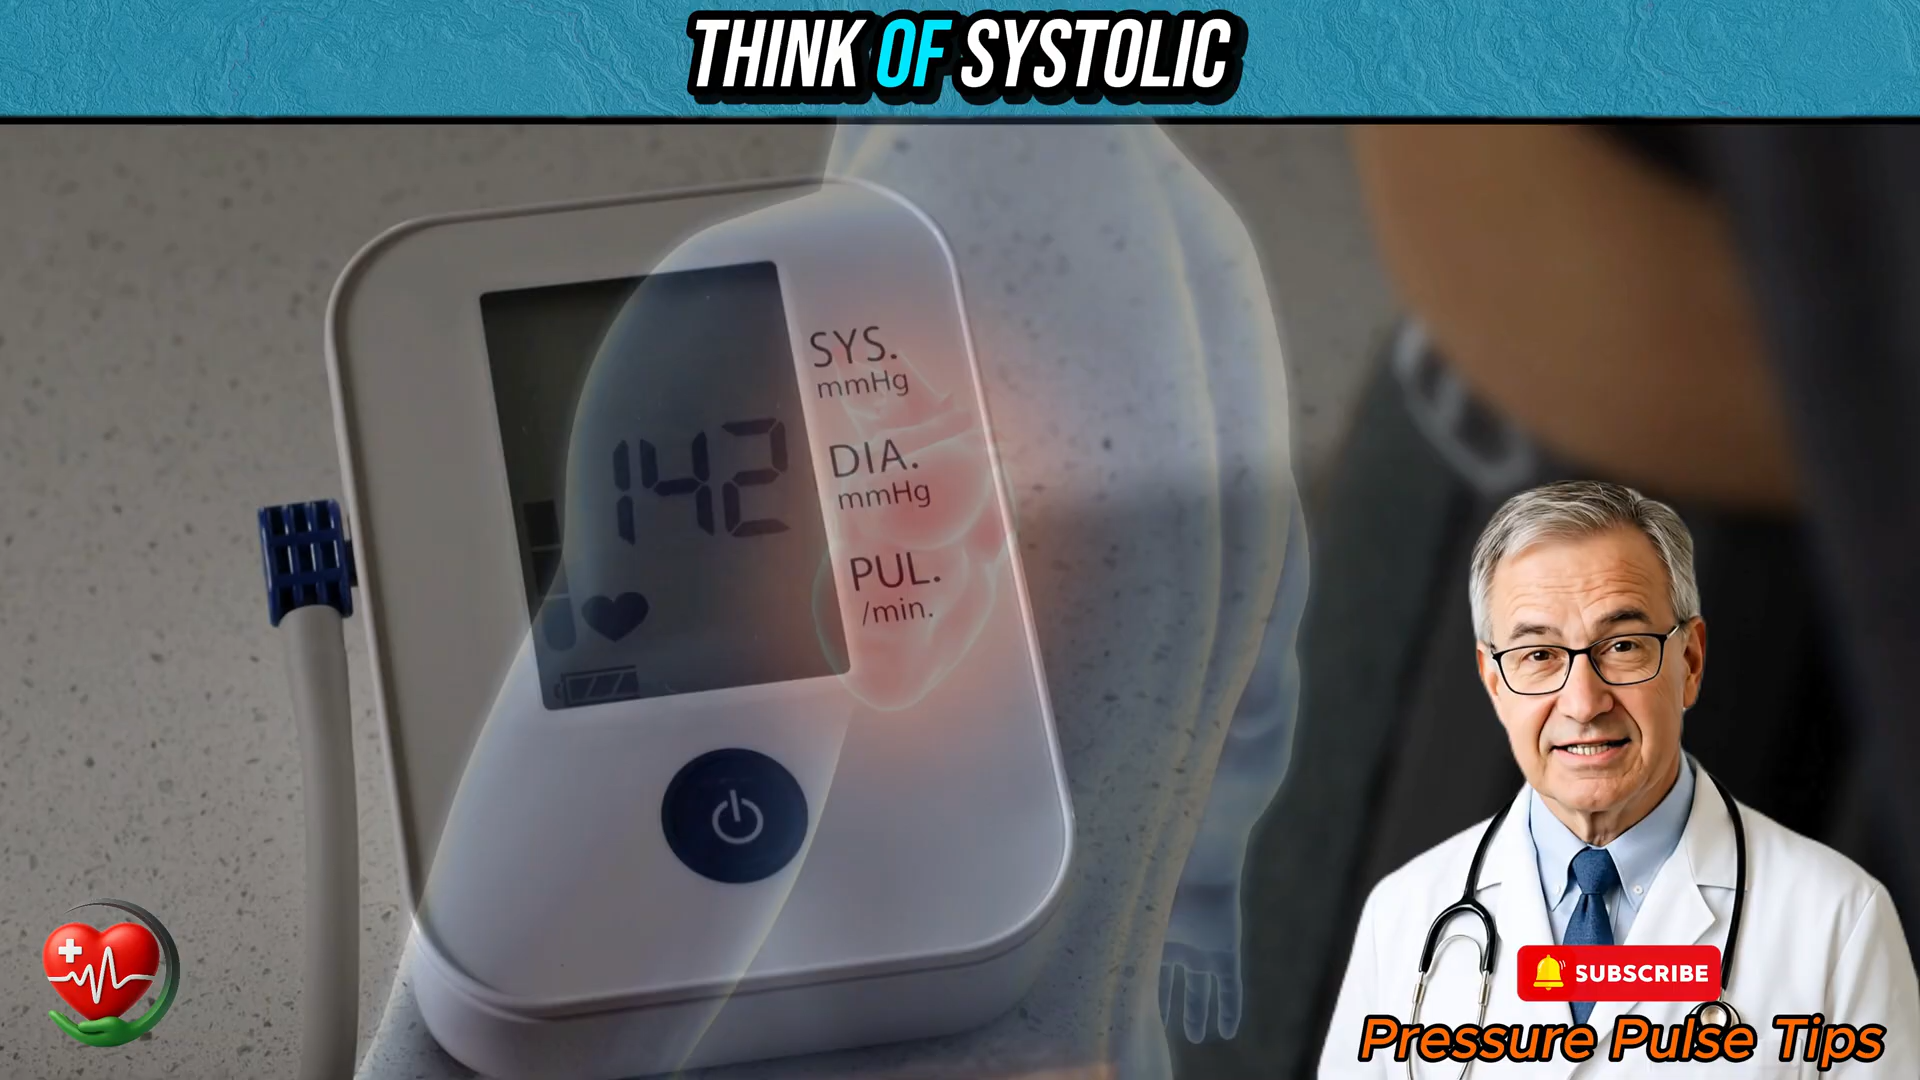 THINK OF SYSTOLIC
SYS.
mmHg
142
DIA.
mmHg
PUL.
/min.
SUBSCRIBE
Pressure Pulse Tips